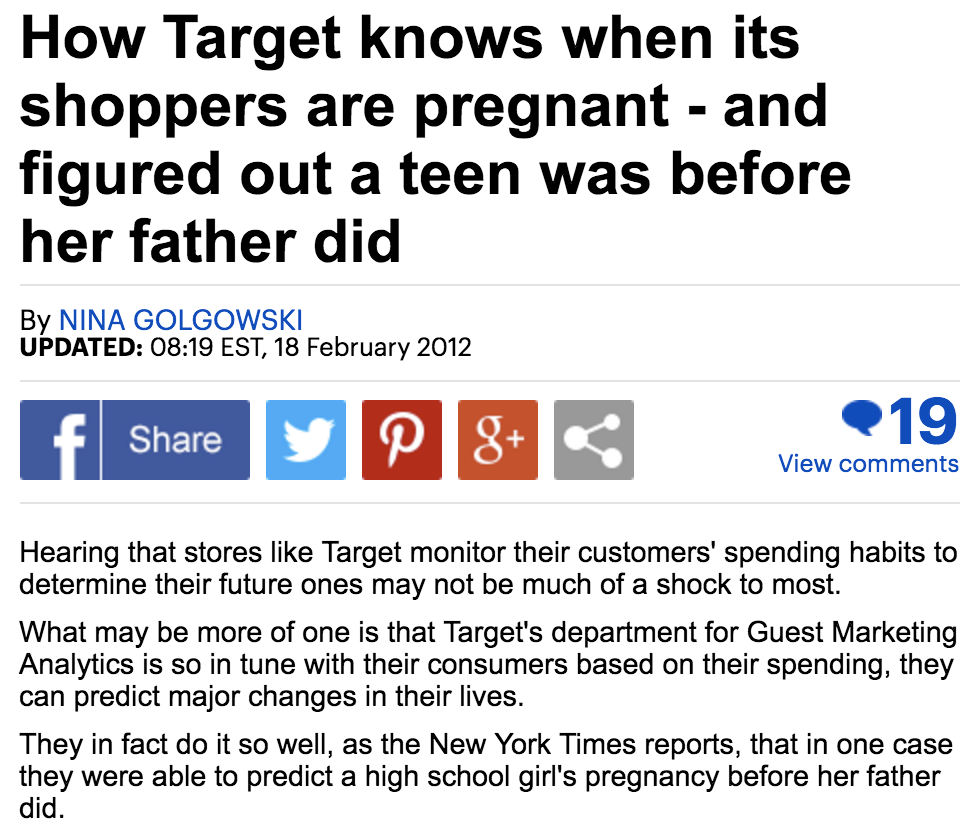 How Target knows when its
shoppers are pregnant - and
figured out a teen was before
her father did
By NINA GOLGOWSKI
UPDATED: 08:19 EST, 18 February 2012
f Share g+ 19
View comments
Hearing that stores like Target monitor their customers' spending habits to
determine their future ones may not be much of a shock to most.
What may be more of one is that Target's department for Guest Marketing
Analytics is so in tune with their consumers based on their spending, they
can predict major changes in their lives.
They in fact do it so well, as the New York Times reports, that in one case
they were able to predict a high school girl's pregnancy before her father
did.